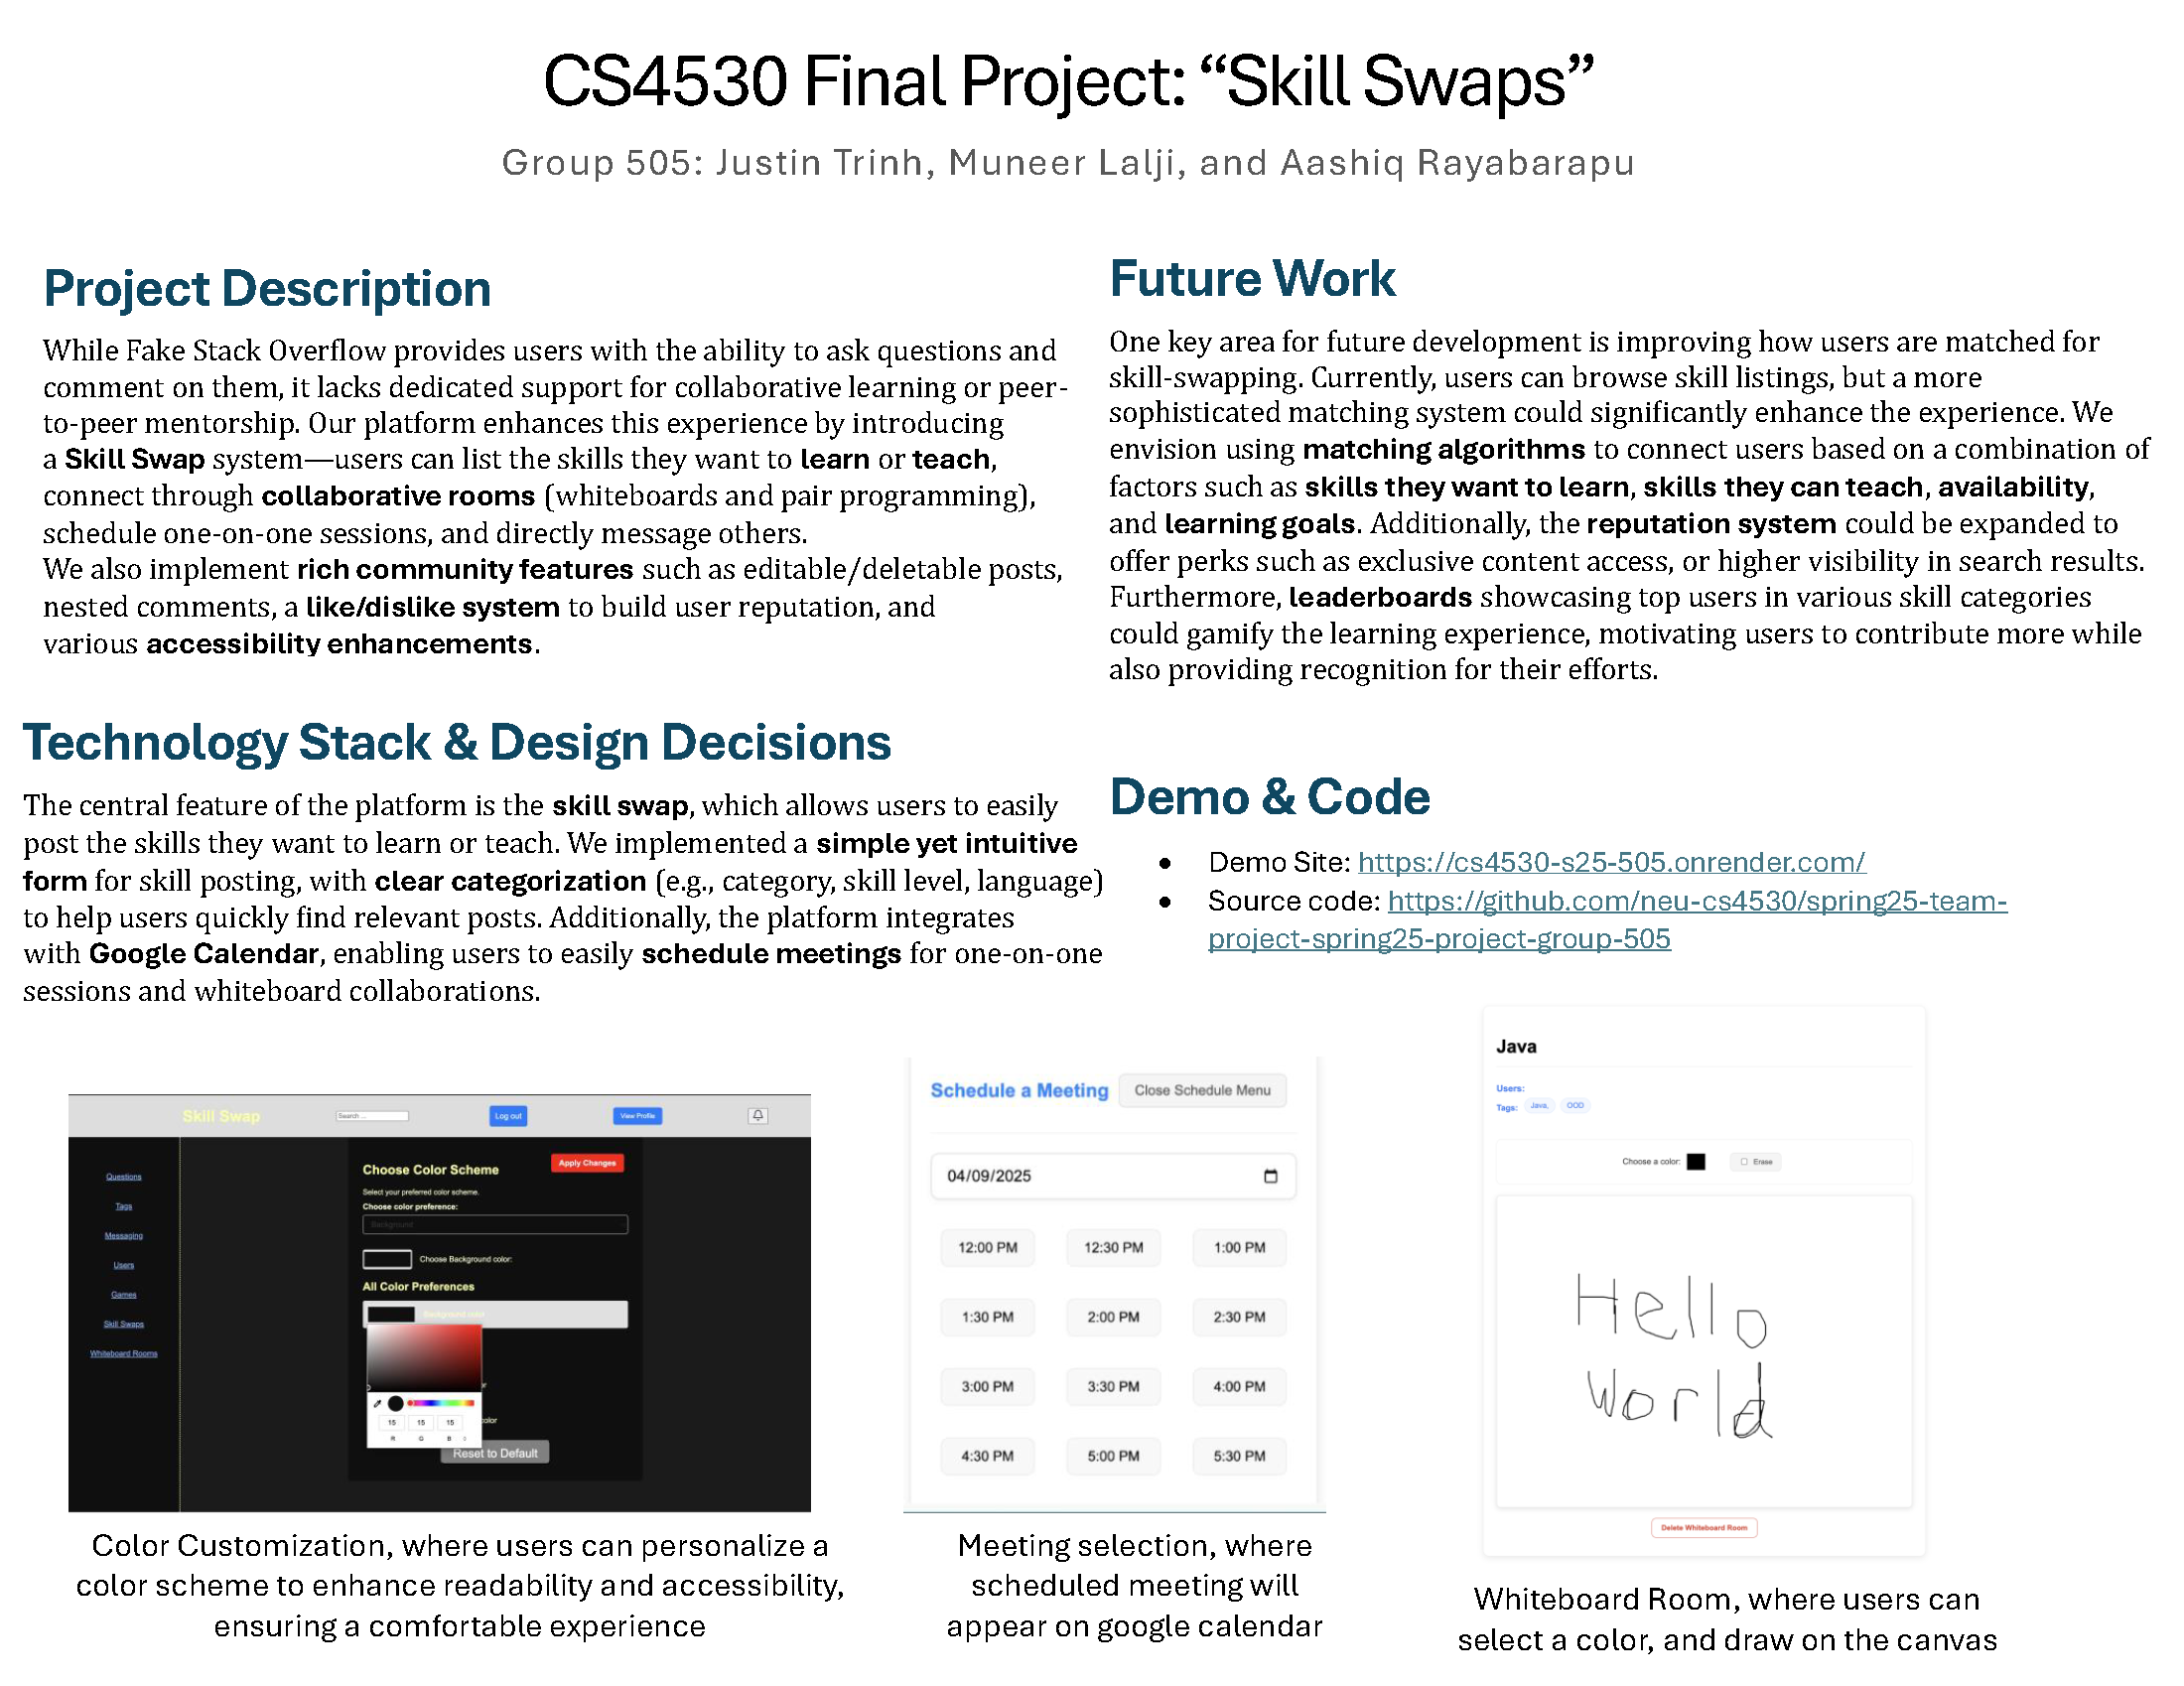 CS4530 Final Project: “Skill Swaps”
Group 505: Justin Trinh, Muneer Lalji, and Aashiq Rayabarapu
Project Description
While Fake Stack Overflow provides users with the ability to ask questions and
comment on them, it lacks dedicated support for collaborative learning or peer-
to-peer mentorship. Our platform enhances this experience by introducing
a Skill Swap system—users can list the skills they want to learn or teach,
connect through collaborative rooms (whiteboards and pair programming),
schedule one-on-one sessions, and directly message others.
We also implement rich community features such as editable/deletable posts,
nested comments, a like/dislike system to build user reputation, and
various accessibility enhancements.
Technology Stack & Design Decisions
The central feature of the platform is the skill swap, which allows users to easily
post the skills they want to learn or teach. We implemented a simple yet intuitive
form for skill posting, with clear categorization (e.g., category, skill level, language)
to help users quickly find relevant posts. Additionally, the platform integrates
with Google Calendar, enabling users to easily schedule meetings for one-on-one
sessions and whiteboard collaborations.
Future Work
One key area for future development is improving how users are matched for
skill-swapping. Currently, users can browse skill listings, but a more
sophisticated matching system could significantly enhance the experience. We
envision using matching algorithms to connect users based on a combination of
factors such as skills they want to learn, skills they can teach, availability,
and learning goals. Additionally, the reputation system could be expanded to
offer perks such as exclusive content access, or higher visibility in search results.
Furthermore, leaderboards showcasing top users in various skill categories
could gamify the learning experience, motivating users to contribute more while
also providing recognition for their efforts.
Demo & Code
• Demo Site: https://cs4530-s25-505.onrender.com/
• Source code: https://github.com/neu-cs4530/spring25-team-
project-spring25-project-group-505
Skill Swap
Search ...
Log out
View Profile
Questions
Tags
Messaging
Users
Games
Skill Swaps
Whiteboard Rooms
Choose Color Scheme
Apply Changes
Select your preferred color scheme.
Choose color preference:
Background
Choose Background color:
All Color Preferences
Background color
color
15 15 15
R G B
Reset to Default
Color Customization, where users can personalize a
color scheme to enhance readability and accessibility,
ensuring a comfortable experience
Schedule a Meeting
Close Schedule Menu
04/09/2025
12:00 PM 12:30 PM 1:00 PM
1:30 PM 2:00 PM 2:30 PM
3:00 PM 3:30 PM 4:00 PM
4:30 PM 5:00 PM 5:30 PM
Meeting selection, where
scheduled meeting will
appear on google calendar
Java
Users:
Tags: Java, OOD
Choose a color:
Erase
Hello
World
Delete Whiteboard Room
Whiteboard Room, where users can
select a color, and draw on the canvas